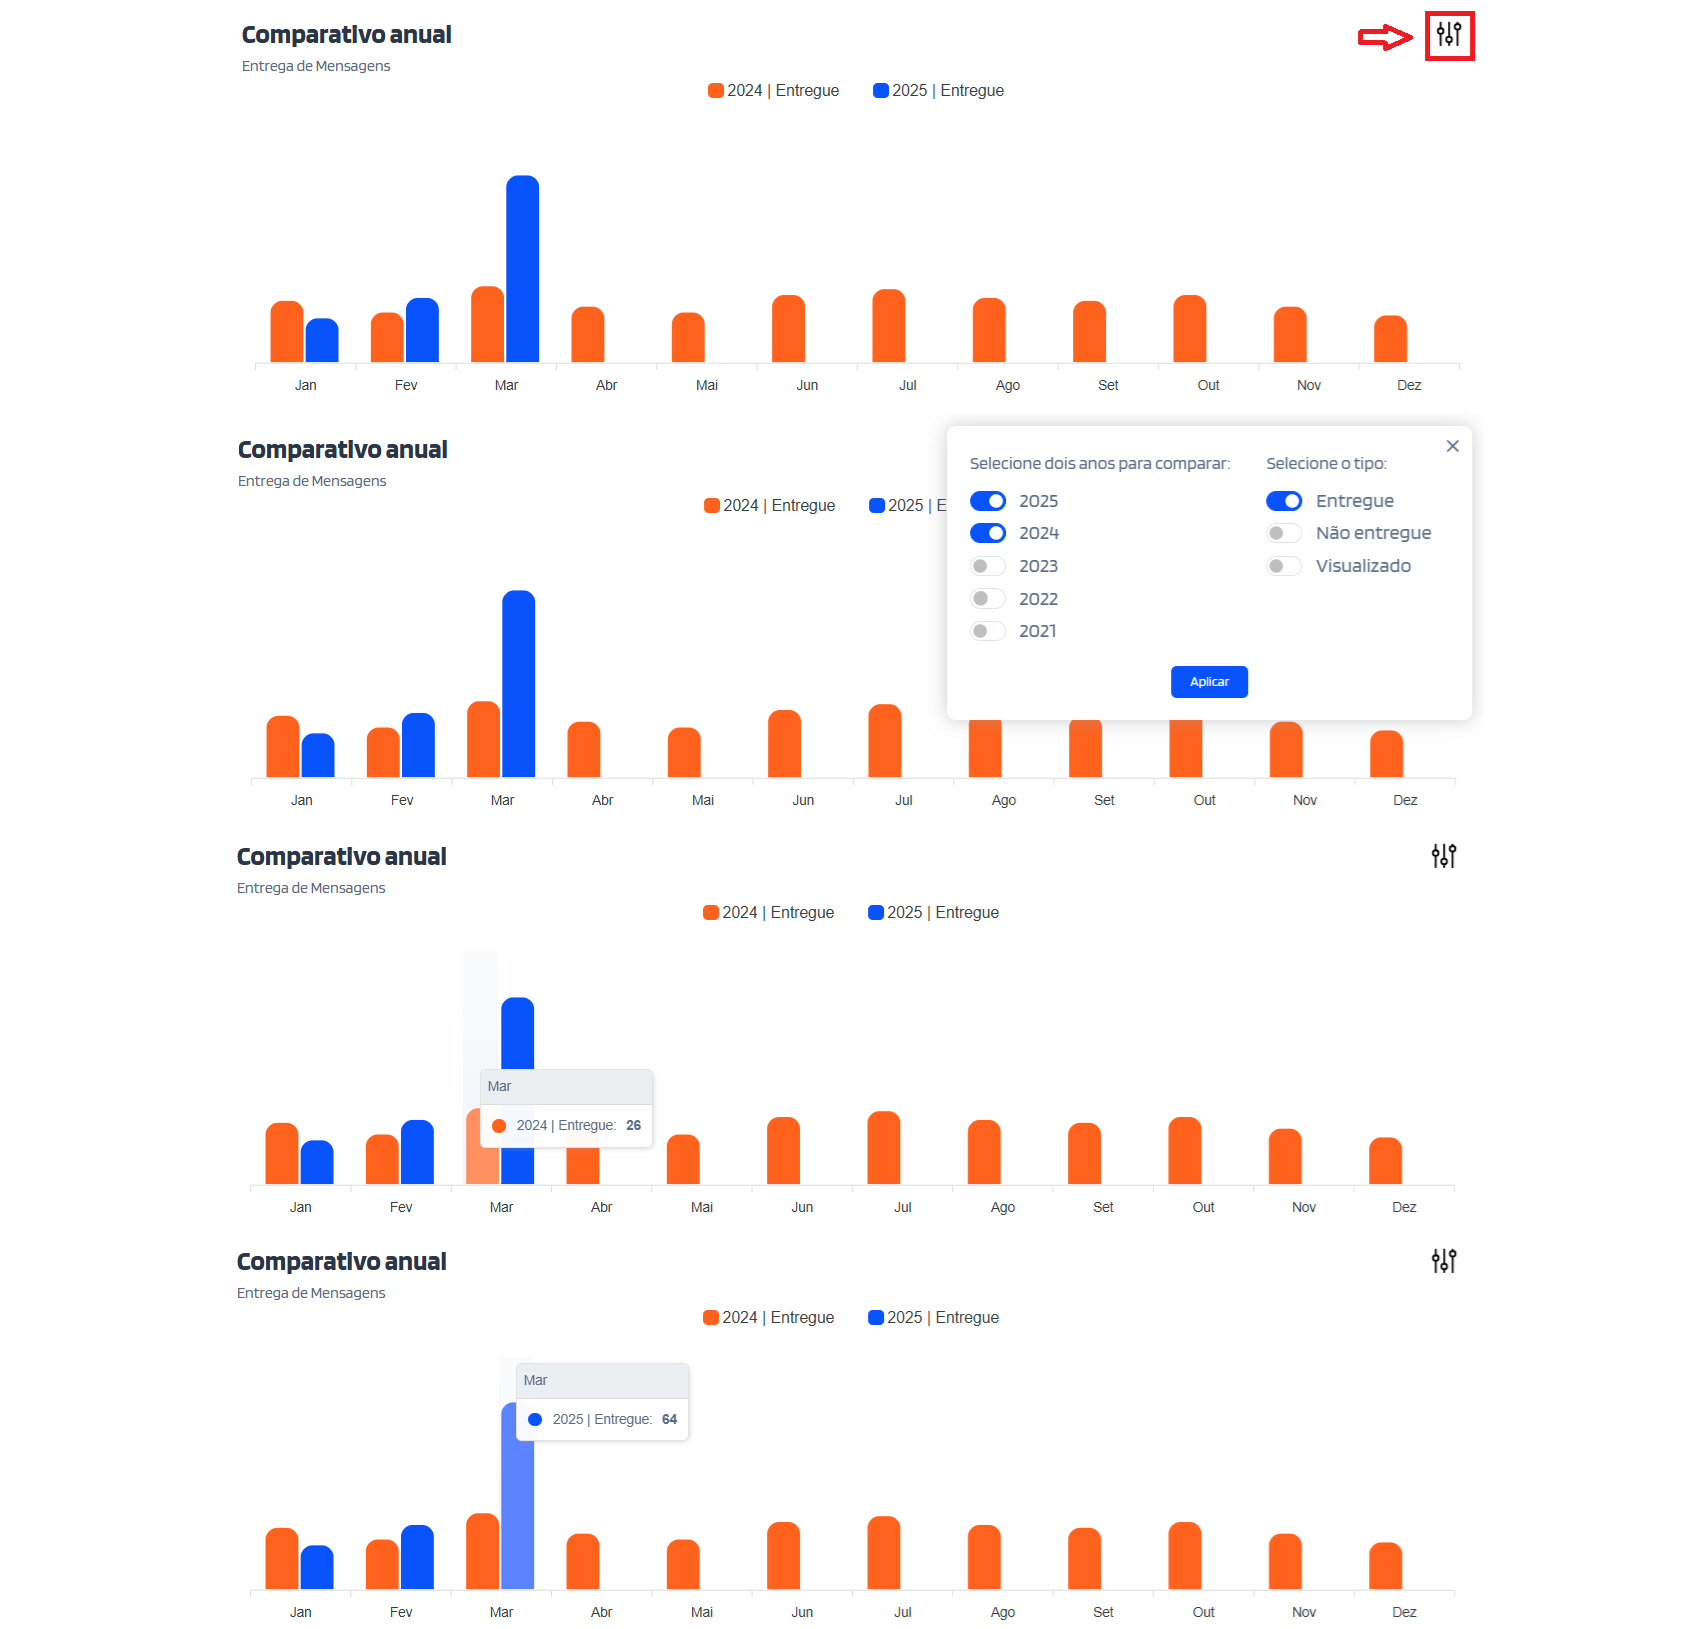 Comparativo anual
Entrega de Mensagens
2024 | Entregue 2025 | Entregue
Jan Fev Mar Abr Mai Jun Jul Ago Set Out Nov Dez
Comparativo anual
Entrega de Mensagens
2024 | Entregue 2025 | E
Selecione dois anos para comparar: Selecione o tipo:
2025 Entregue
2024 Não entregue
2023 Visualizado
2022
2021
Aplicar
Jan Fev Mar Abr Mai Jun Jul Ago Set Out Nov Dez
Comparativo anual
Entrega de Mensagens
2024 | Entregue 2025 | Entregue
Mar
2024 | Entregue: 26
Jan Fev Mar Abr Mai Jun Jul Ago Set Out Nov Dez
Comparativo anual
Entrega de Mensagens
2024 | Entregue 2025 | Entregue
Mar
2025 | Entregue: 64
Jan Fev Mar Abr Mai Jun Jul Ago Set Out Nov Dez